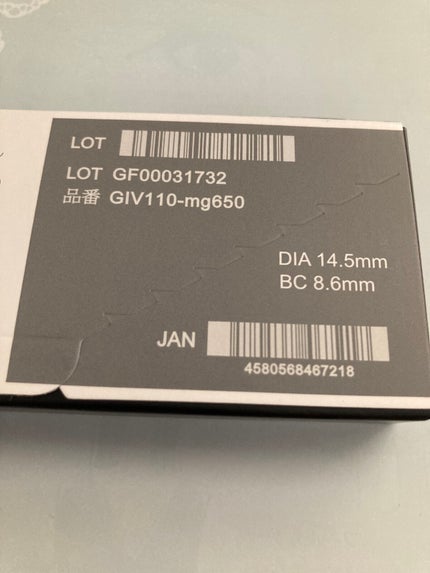 LOT
LOT GF00031732
品番 GIV110-mg650
DIA 14.5mm
BC 8.6mm
JAN
4580568467218